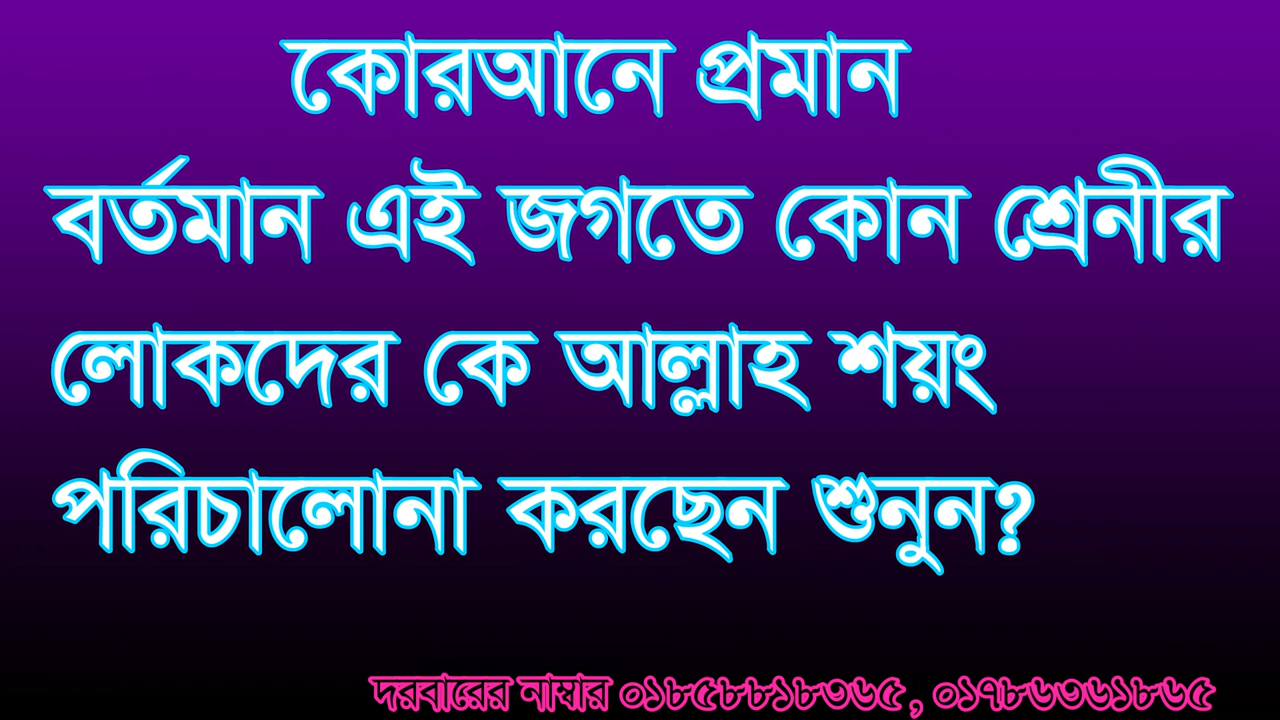 কোরআনে প্রমান
বর্তমান এই জগতে কোন শ্রেনীর
লোকদের কে আল্লাহ শয়ং
পরিচালোনা করছেন শুনুন?
দরবারের নাম্বার ০১৮৫৮৮১৮৩৬৫, ০১৭৮৬৩৬১৮৬৫